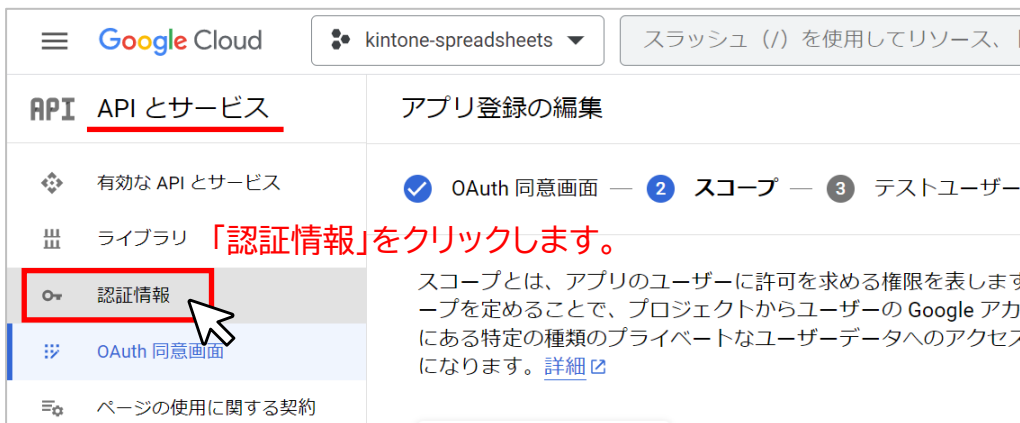 Google Cloud
kintone-spreadsheets
スラッシュ（/）を使用してリソース、
API API とサービス
アプリ登録の編集
有効な API とサービス
OAuth 同意画面 — 2 スコープ — 3 テストユーザー
ライブラリ
「認証情報」をクリックします。
認証情報
スコープとは、アプリのユーザーに許可を求める権限を表します
ープを定めることで、プロジェクトからユーザーの Google アカ
にある特定の種類のプライベートなユーザーデータへのアクセス
になります。詳細
OAuth 同意画面
ページの使用に関する契約